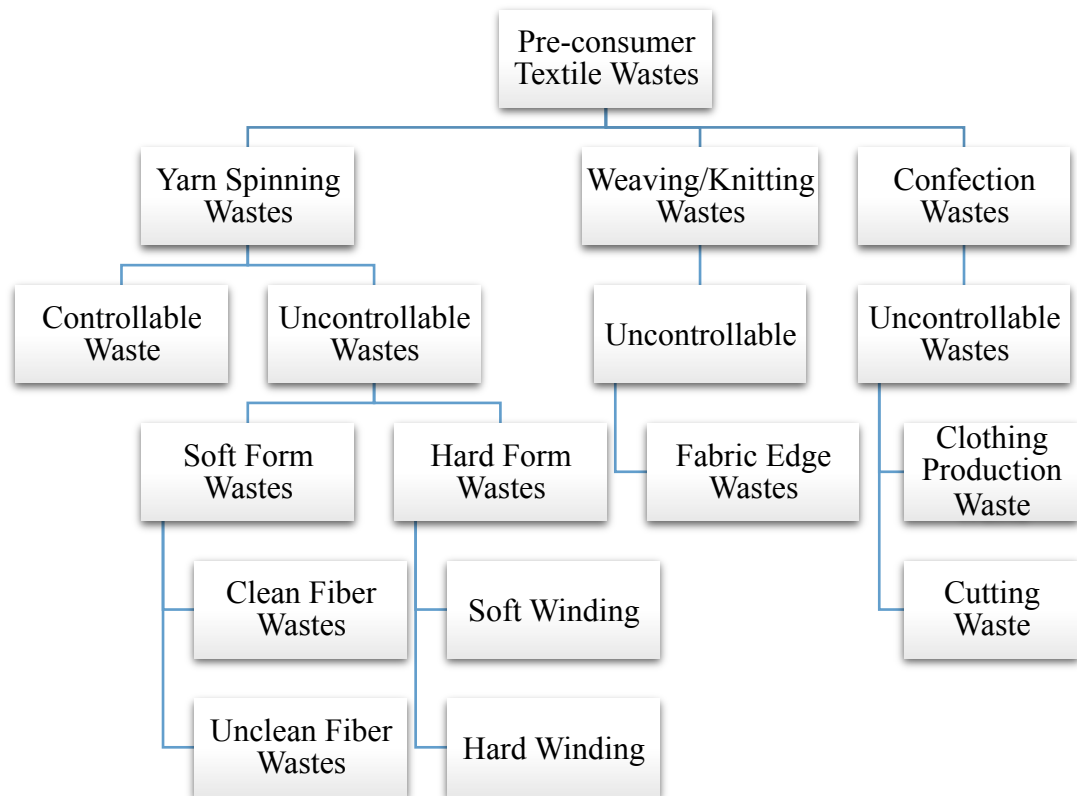 Pre-consumer
Textile Wastes
Yarn Spinning
Wastes
Weaving/Knitting
Wastes
Confection
Wastes
Controllable
Waste
Uncontrollable
Wastes
Uncontrollable
Uncontrollable
Wastes
Soft Form
Wastes
Hard Form
Wastes
Fabric Edge
Wastes
Clothing
Production
Waste
Clean Fiber
Wastes
Soft Winding
Cutting
Waste
Unclean Fiber
Wastes
Hard Winding